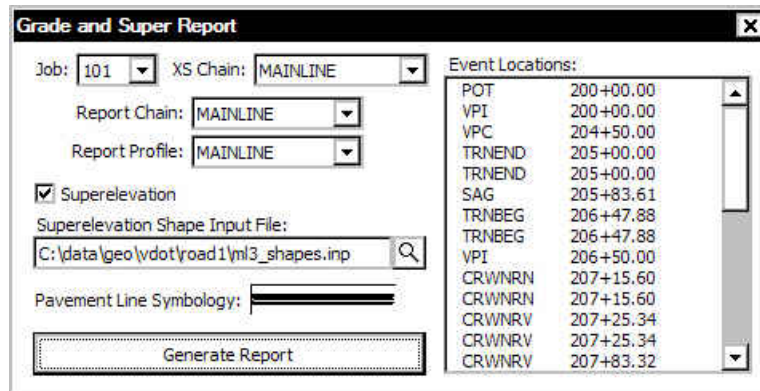 Grade and Super Report
Job: 101 XS Chain: MAINLINE
Report Chain: MAINLINE
Report Profile: MAINLINE
Superelevation
Superelevation Shape Input File:
C:\data\geo\vdot\road1\ml3_shapes.inp
Pavement Line Symbology:
Generate Report
Event Locations:
POT 200+00.00
VPI 200+00.00
VPC 204+50.00
TRNEND 205+00.00
TRNEND 205+00.00
SAG 205+83.61
TRNBEG 206+47.88
TRNBEG 206+47.88
VPI 206+50.00
CRWNRN 207+15.60
CRWNRN 207+15.60
CRWNRV 207+25.34
CRWNRV 207+25.34
CRWNRV 207+83.32